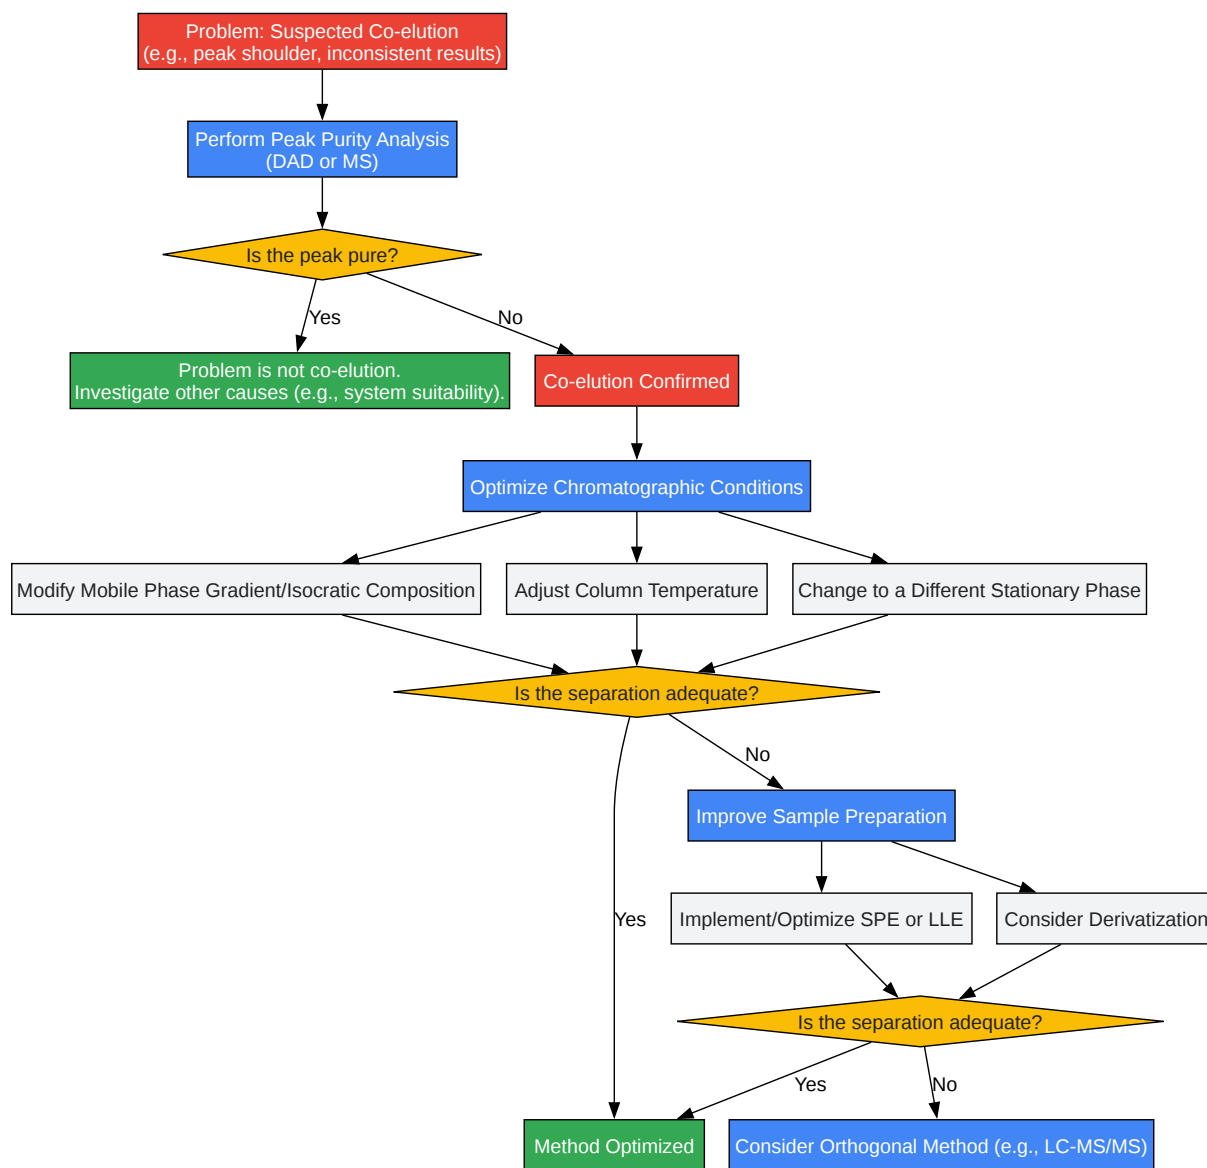 Problem: Suspected Co-elution
(e.g., peak shoulder, inconsistent results)
Perform Peak Purity Analysis
(DAD or MS)
Is the peak pure?
Yes
No
Problem is not co-elution.
Investigate other causes (e.g., system suitability).
Co-elution Confirmed
Optimize Chromatographic Conditions
Modify Mobile Phase Gradient/Isocratic Composition
Adjust Column Temperature
Change to a Different Stationary Phase
Is the separation adequate?
No
Improve Sample Preparation
Yes
Implement/Optimize SPE or LLE
Consider Derivatization
Is the separation adequate?
Yes
No
Method Optimized
Consider Orthogonal Method (e.g., LC-MS/MS)